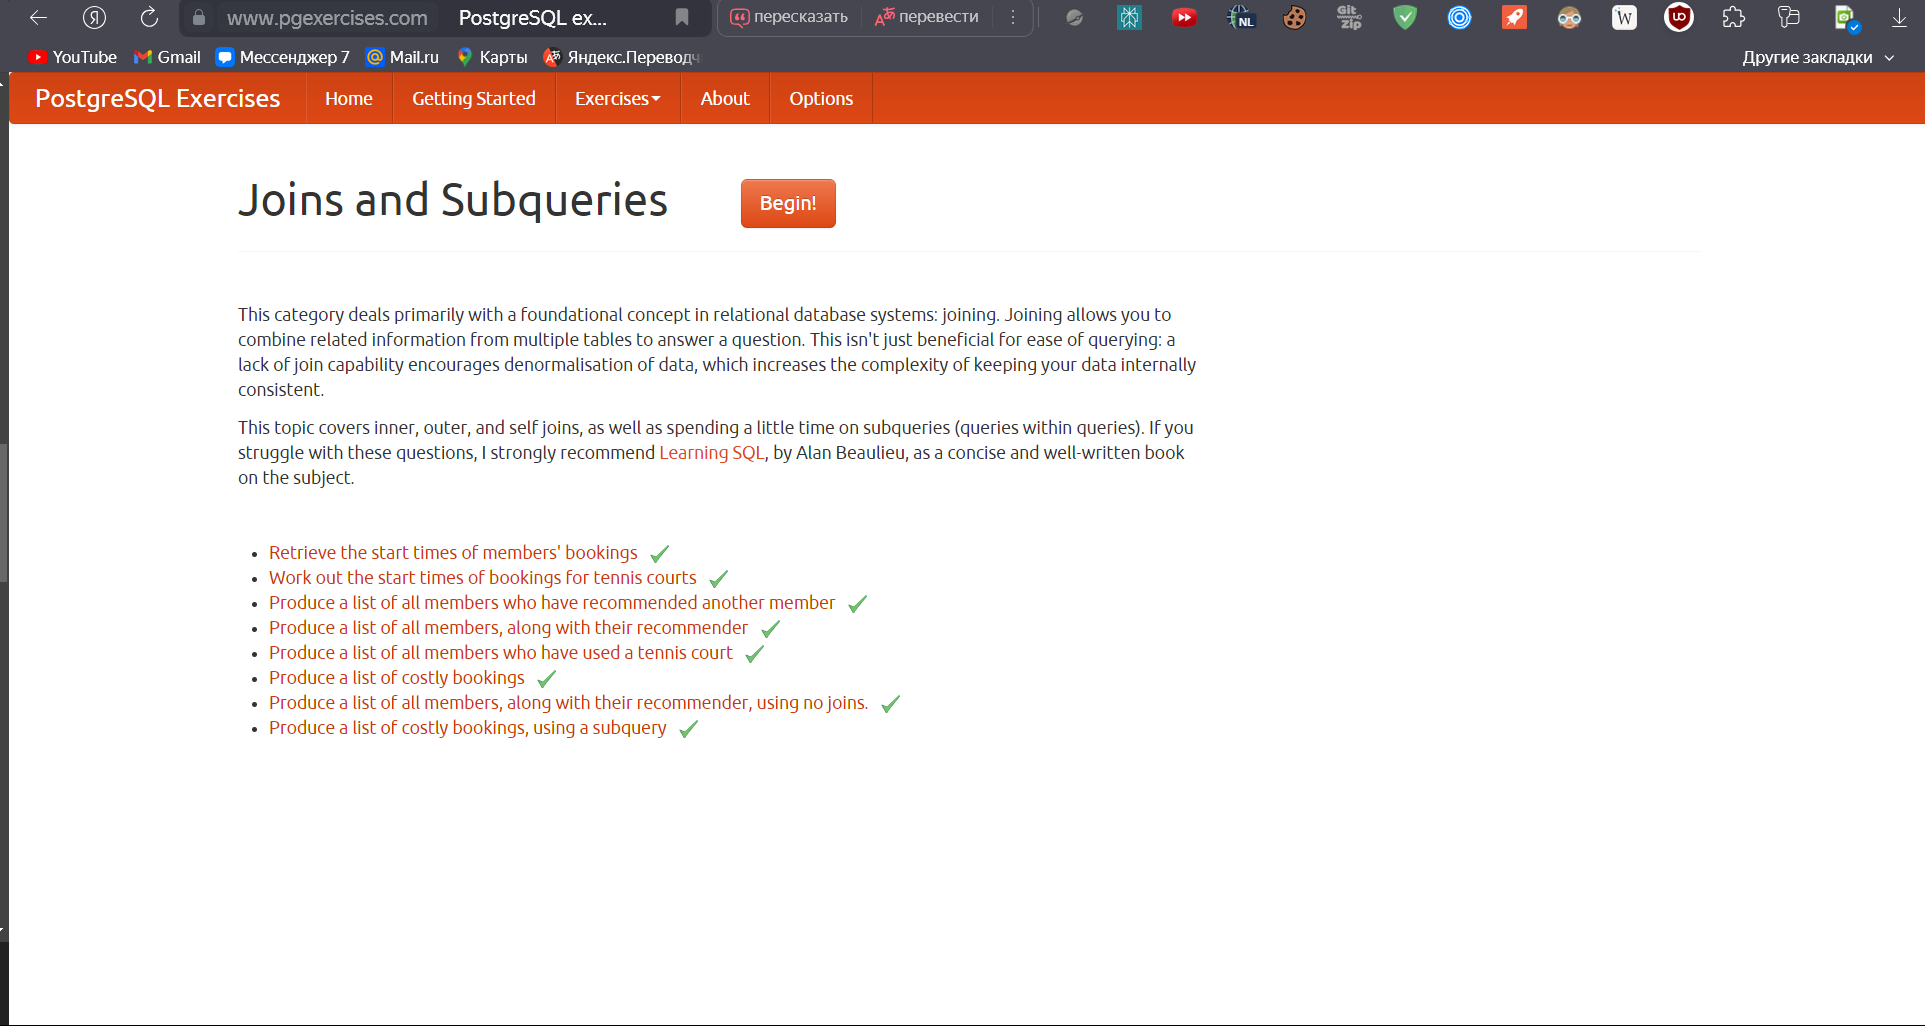 www.pgexercises.com PostgreSQL ex... пересказать перевести
NL
Git Zip
W
YouTube Gmail Мессенджер 7 Mail.ru Карты Яндекс.Переводч Другие закладки
PostgreSQL Exercises Home Getting Started Exercises About Options
Joins and Subqueries Begin!
This category deals primarily with a foundational concept in relational database systems: joining. Joining allows you to
combine related information from multiple tables to answer a question. This isn't just beneficial for ease of querying: a
lack of join capability encourages denormalisation of data, which increases the complexity of keeping your data internally
consistent.
This topic covers inner, outer, and self joins, as well as spending a little time on subqueries (queries within queries). If you
struggle with these questions, I strongly recommend Learning SQL, by Alan Beaulieu, as a concise and well-written book
on the subject.
Retrieve the start times of members' bookings
Work out the start times of bookings for tennis courts
Produce a list of all members who have recommended another member
Produce a list of all members, along with their recommender
Produce a list of all members who have used a tennis court
Produce a list of costly bookings
Produce a list of all members, along with their recommender, using no joins.
Produce a list of costly bookings, using a subquery